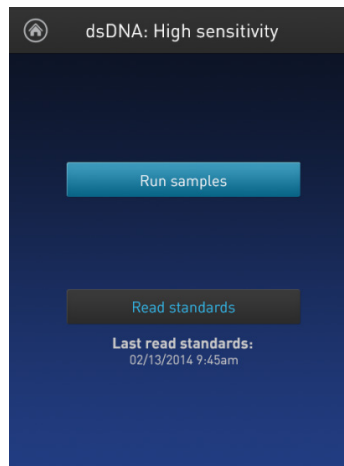 dsDNA: High sensitivity
Run samples
Read standards
Last read standards:
02/13/2014 9:45am